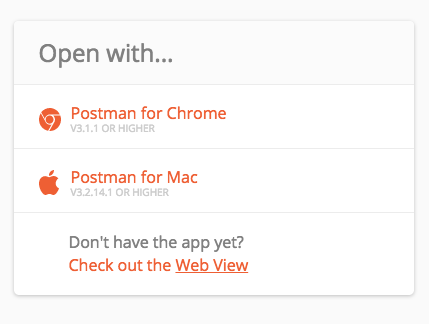 Open with...
Postman for Chrome
V3.1.1 OR HIGHER
Postman for Mac
V3.2.14.1 OR HIGHER
Don't have the app yet?
Check out the Web View